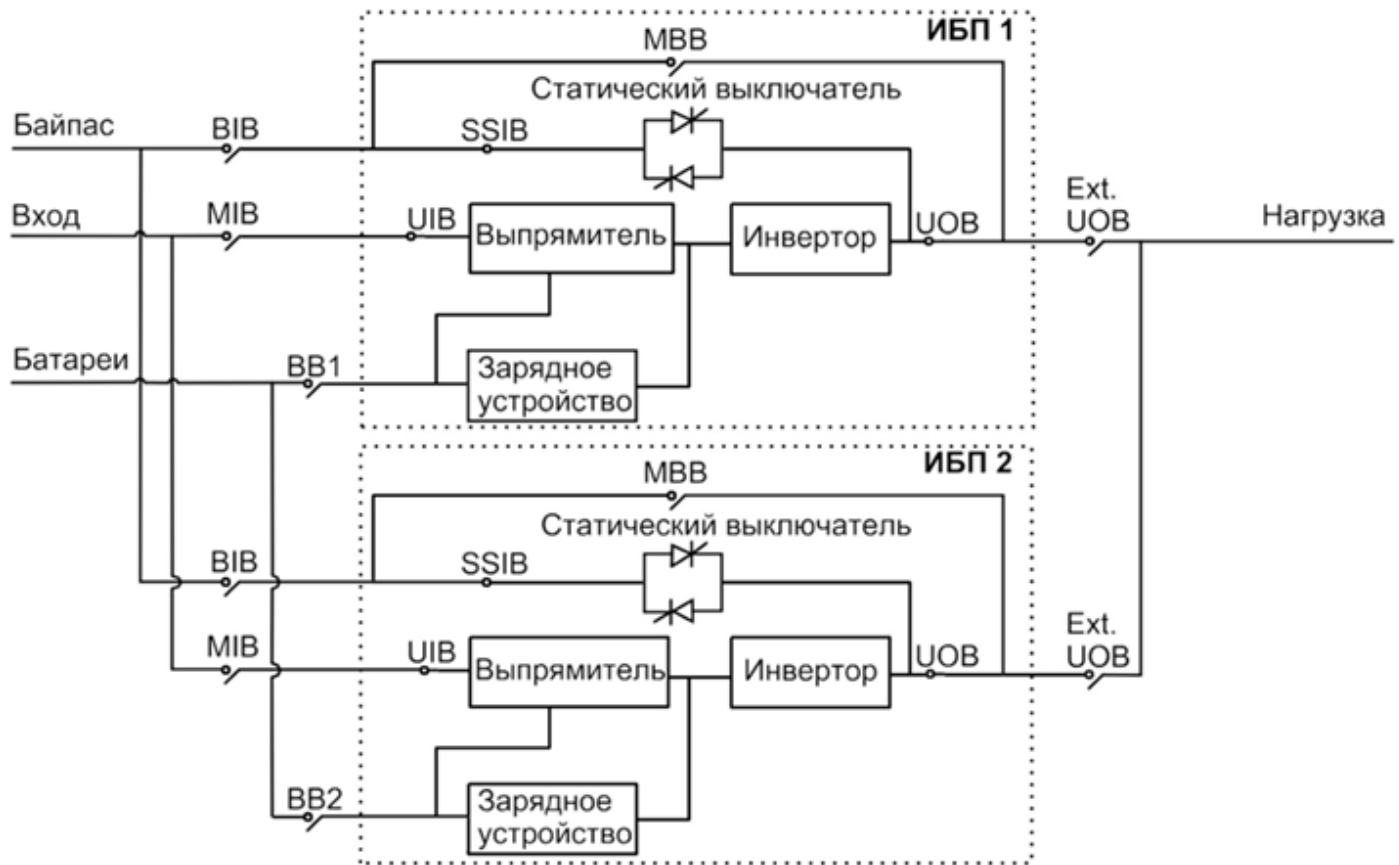 ИБП 1
MBB
Статический выключатель
Байпас
BIB
SSIB
Вход
MIB
UIB
Выпрямитель
Инвертор
UOB
Ext.
UOB
Нагрузка
Батареи
BB1
Зарядное
устройство
ИБП 2
MBB
Статический выключатель
BIB
SSIB
MIB
UIB
Выпрямитель
Инвертор
UOB
Ext.
UOB
BB2
Зарядное
устройство